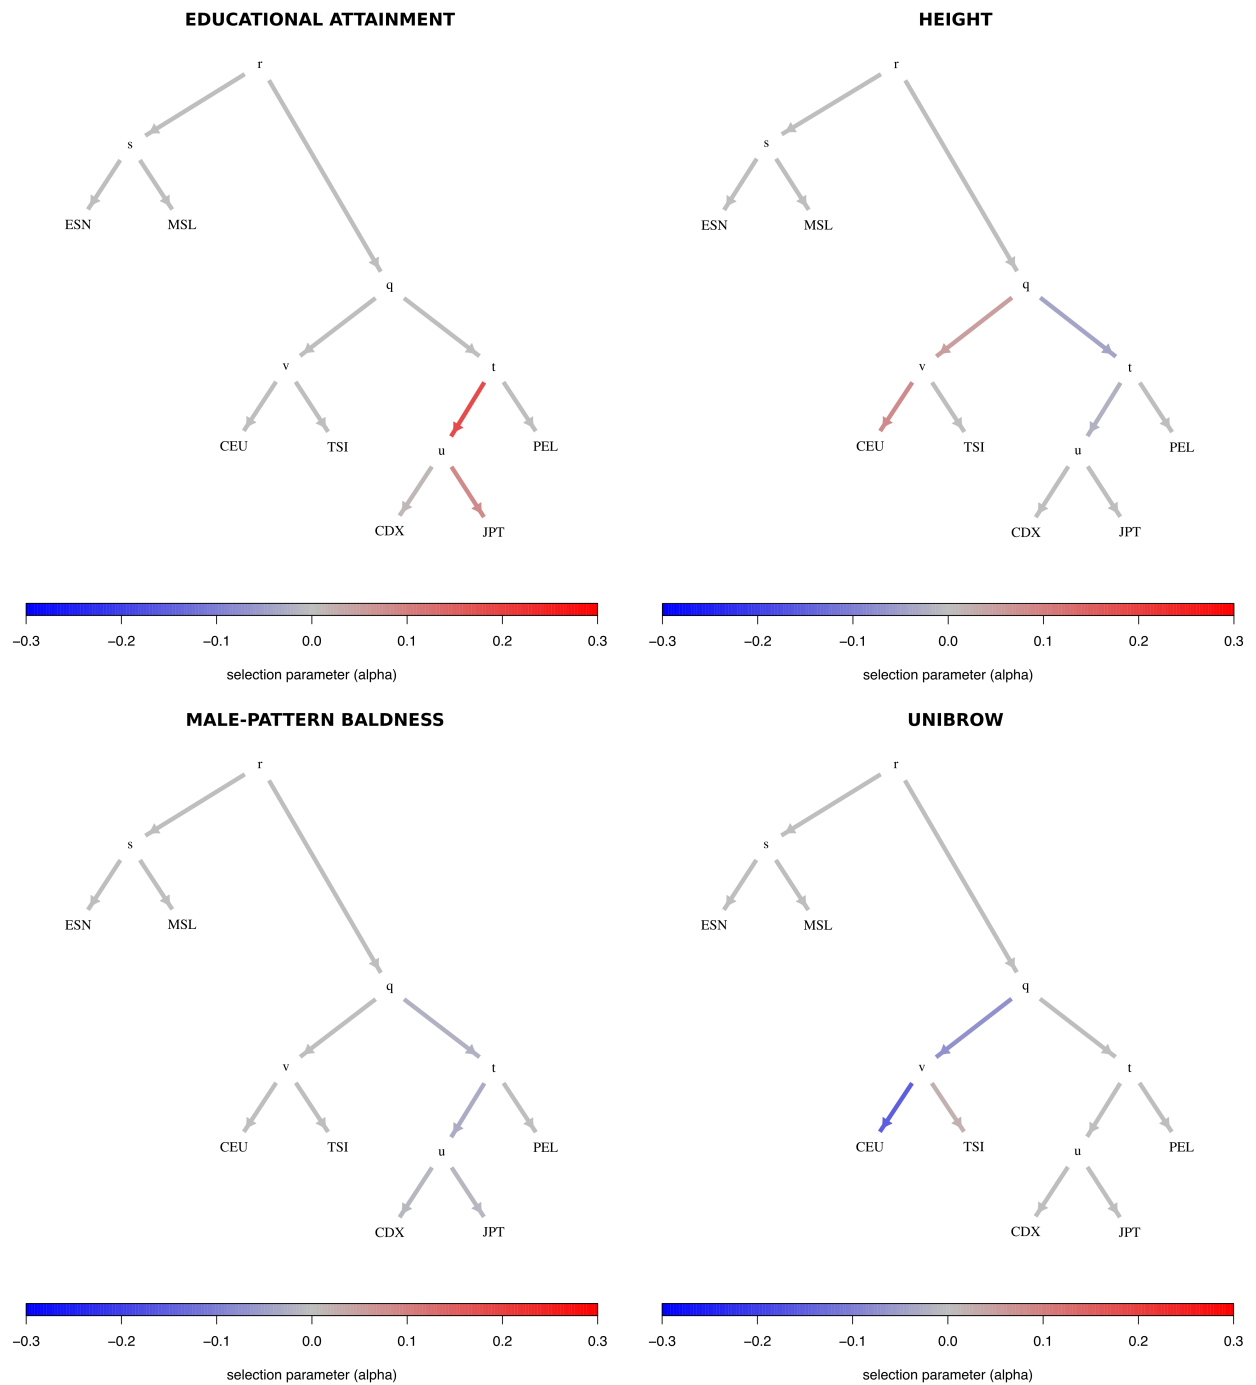 EDUCATIONAL ATTAINMENT
r
s
ESN MSL
q
v t
CEU TSI PEL
u
CDX JPT
−0.3 −0.2 −0.1 0.0 0.1 0.2 0.3
selection parameter (alpha)
HEIGHT
r
s
ESN MSL
q
v t
CEU TSI PEL
u
CDX JPT
−0.3 −0.2 −0.1 0.0 0.1 0.2 0.3
selection parameter (alpha)
MALE-PATTERN BALDNESS
r
s
ESN MSL
q
v t
CEU TSI PEL
u
CDX JPT
−0.3 −0.2 −0.1 0.0 0.1 0.2 0.3
selection parameter (alpha)
UNIBROW
r
s
ESN MSL
q
v t
CEU TSI PEL
u
CDX JPT
−0.3 −0.2 −0.1 0.0 0.1 0.2 0.3
selection parameter (alpha)